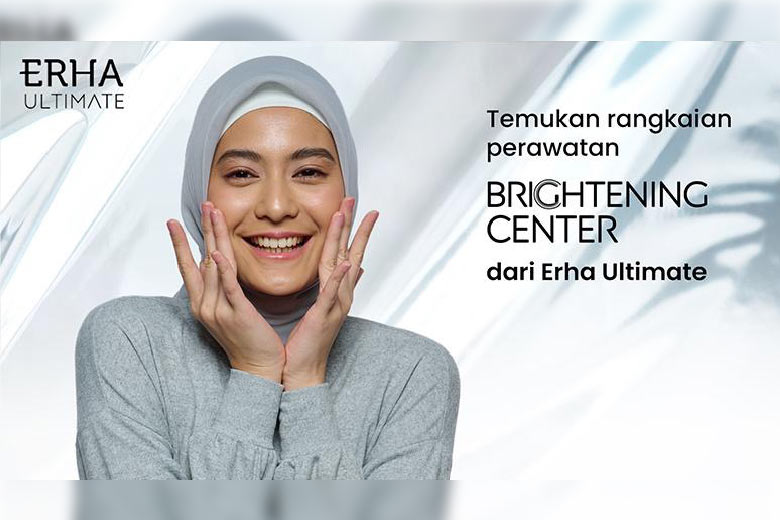 ERHA
ULTIMATE
Temukan rangkaian
perawatan
BRIGHTENING
CENTER
dari Erha Ultimate